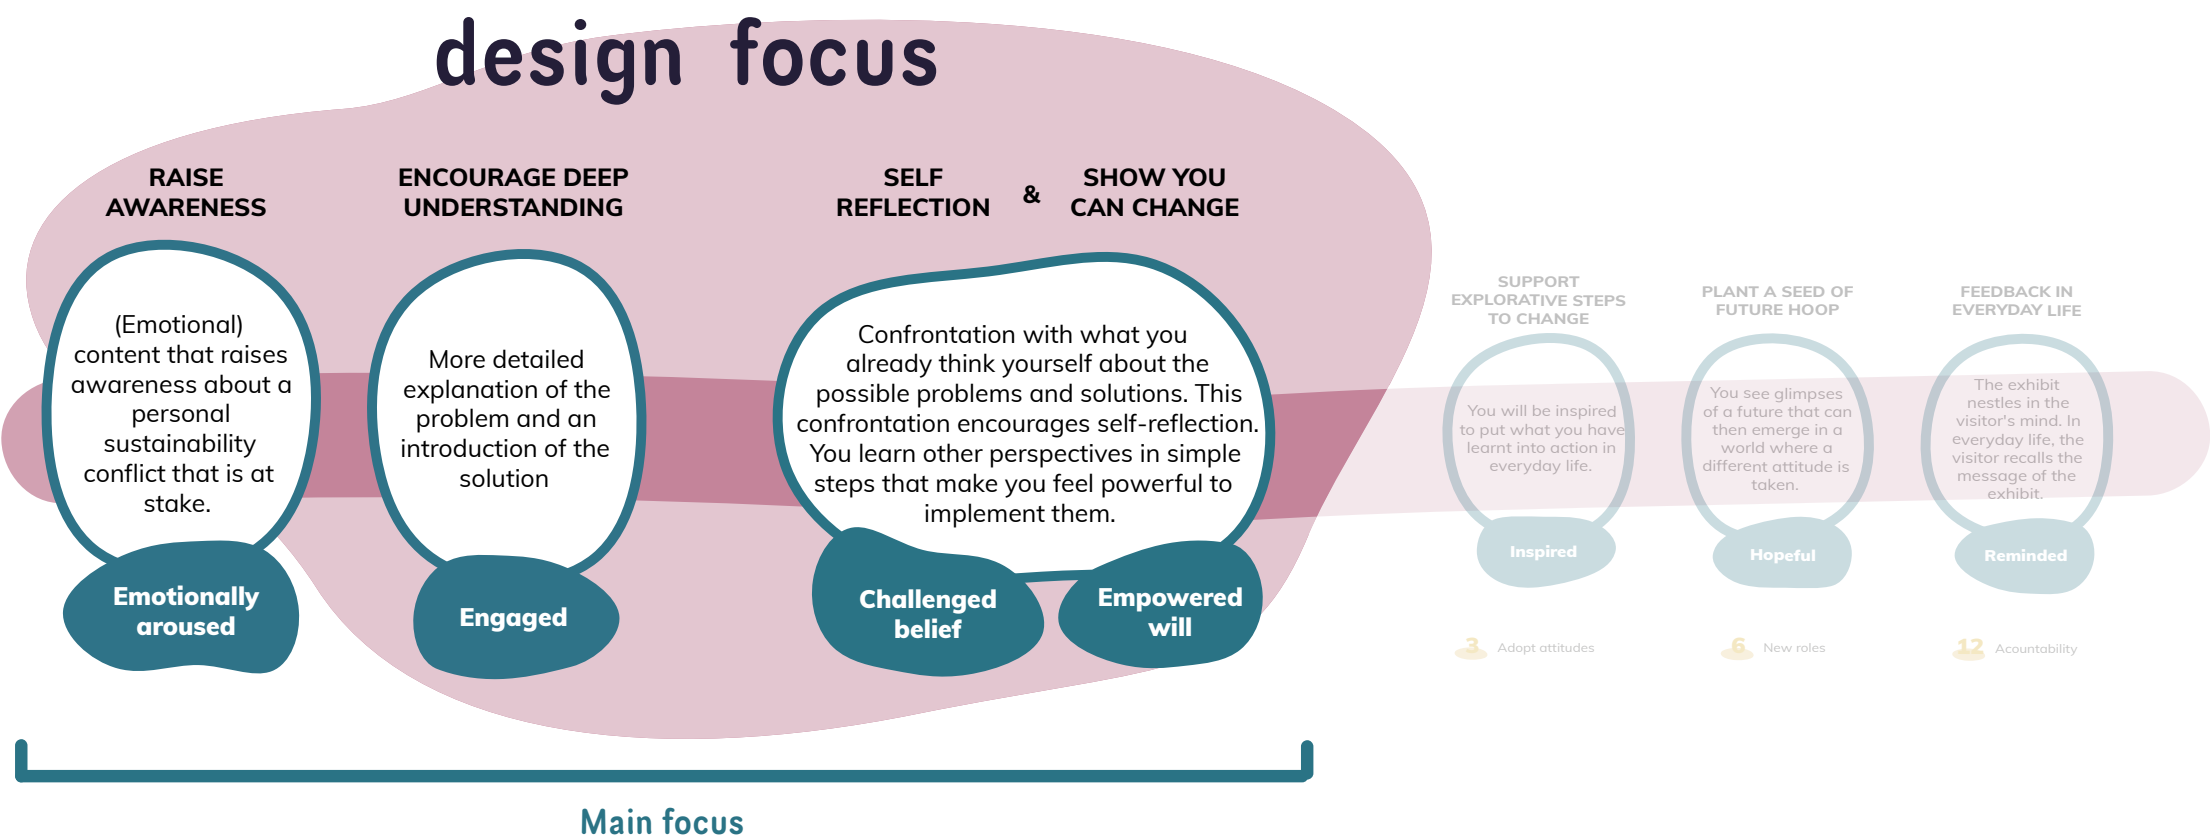 design focus
RAISE
AWARENESS
(Emotional)
content that raises
awareness about a
personal
sustainability
conflict that is at
stake.
Emotionally
aroused
ENCOURAGE DEEP
UNDERSTANDING
More detailed
explanation of the
problem and an
introduction of the
solution
Engaged
SELF
REFLECTION
&
SHOW YOU
CAN CHANGE
Confrontation with what you
already think yourself about the
possible problems and solutions. This
confrontation encourages self-reflection.
You learn other perspectives in simple
steps that make you feel powerful to
implement them.
Challenged
belief
Empowered
will
SUPPORT
EXPLORATIVE STEPS
TO CHANGE
You will be inspired
to put what you have
learnt into action in
everyday life.
Inspired
3 Adopt attitudes
PLANT A SEED OF
FUTURE HOOP
You see glimpses
of a future that can
then emerge in a
world where a
different attitude is
taken.
Hopeful
6 New roles
FEEDBACK IN
EVERYDAY LIFE
The exhibit
nestles in the
visitor's mind. In
everyday life, the
visitor recalls the
message of the
exhibit.
Reminded
12 Acountability
Main focus